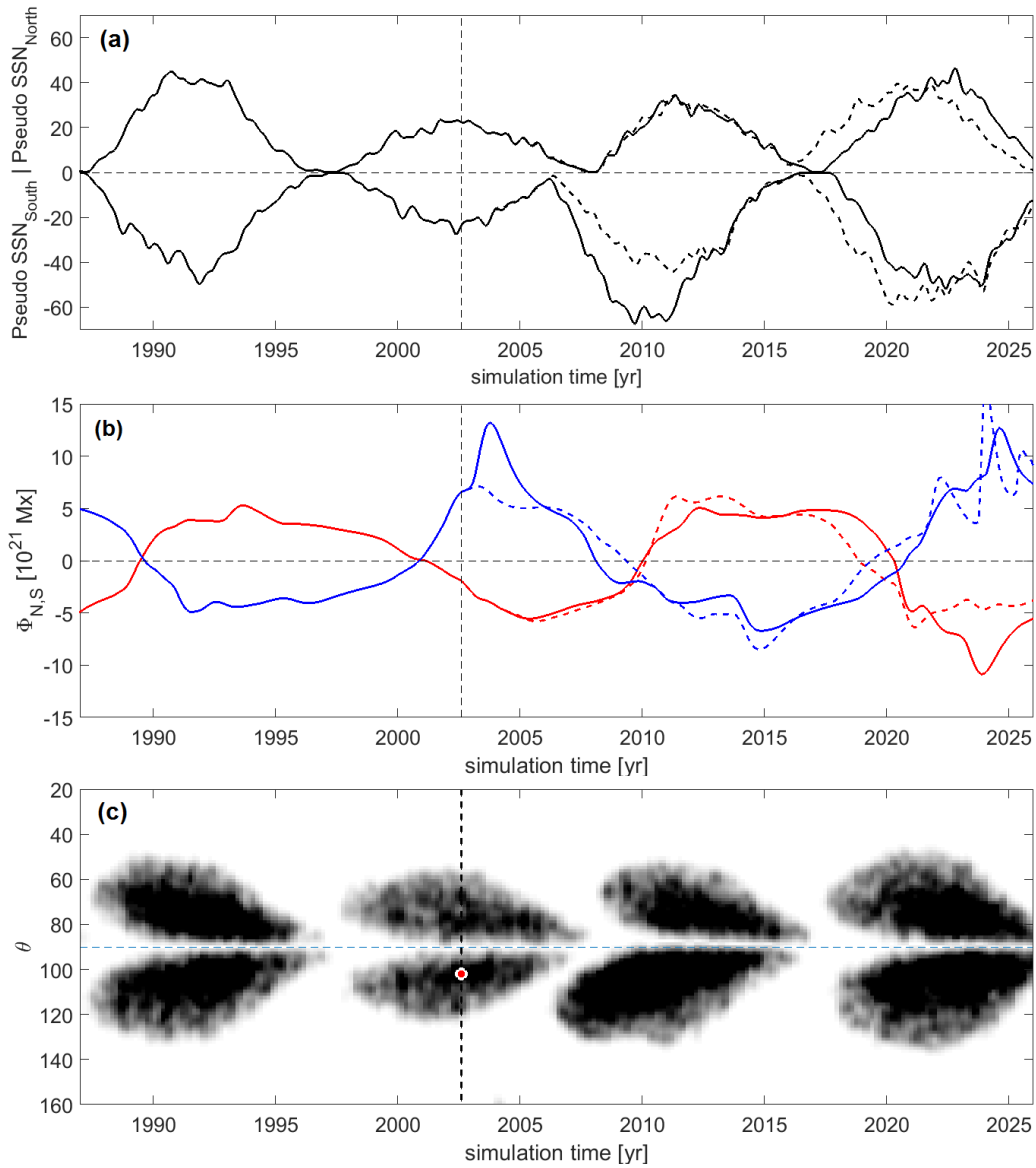 (a)
60
40
20
0
-20
-40
-60
Pseudo SSN_South | Pseudo SSN_North
1990 1995 2000 2005 2010 2015 2020 2025
simulation time [yr]
(b)
15
10
5
0
-5
-10
-15
Φ_N,S [10^21 Mx]
1990 1995 2000 2005 2010 2015 2020 2025
simulation time [yr]
(c)
20
40
60
80
100
120
140
160
θ
1990 1995 2000 2005 2010 2015 2020 2025
simulation time [yr]